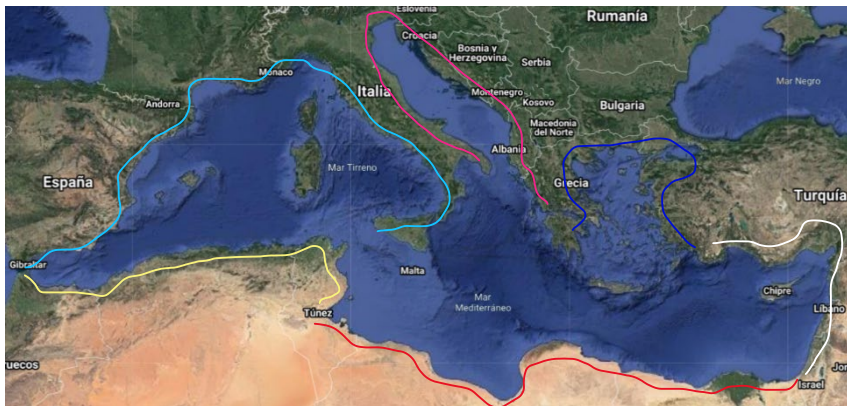 Eslovenia
Rumanía
Croacia
Bosnia y
Herzegovina
Serbia
Monaco
Mar Negro
Italia
Montenegro
Kosovo
Andorra
Bulgaria
Macedonia
del Norte
Albania
Mar Tirreno
España
Grecia
Turquía
Gibraltar
Malta
Chipre
Mar
Mediterráneo
Túnez
Líbano
ruecos
Jor
Israel